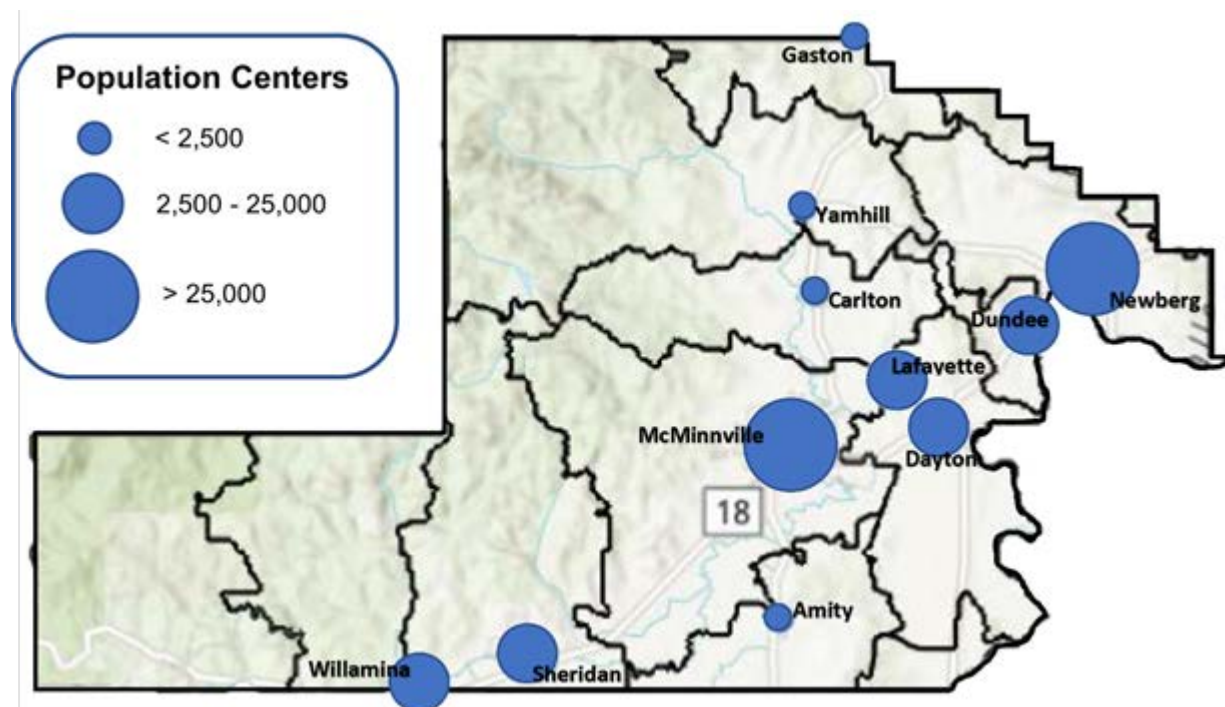 Population Centers
< 2,500
2,500 - 25,000
> 25,000
Gaston
Yamhill
Carlton
Newberg
Dundee
Lafayette
McMinnville
Dayton
18
Amity
Willamina
Sheridan